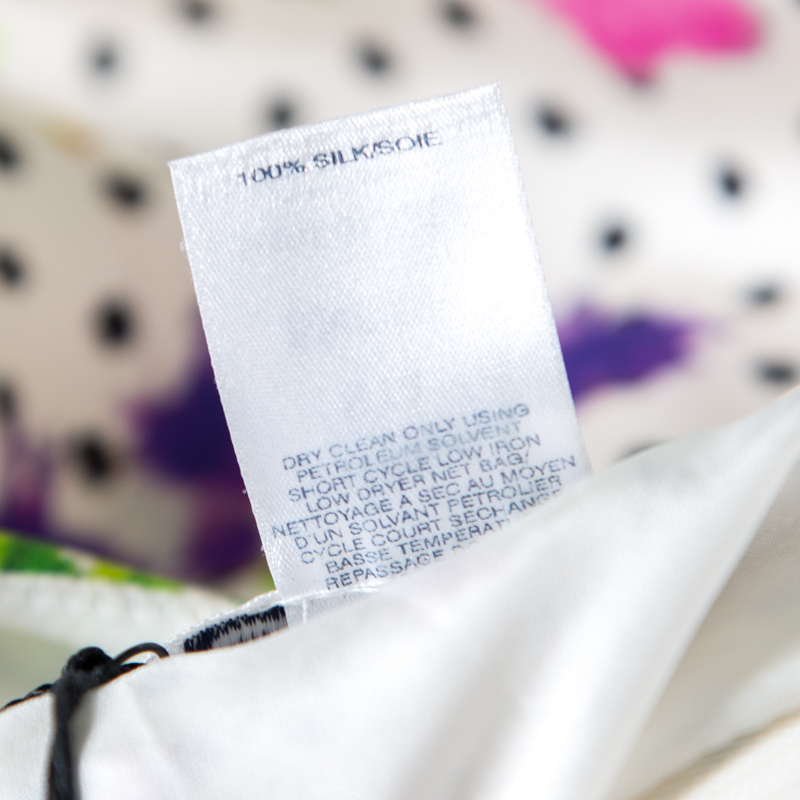 100% SILK/SOIE
DRY CLEAN ONLY USING
PETROLEUM SOLVENT
SHORT CYCLE LOW IRON
LOW DRYER NET BAG/
NETTOYAGE A SEC AU MOYEN
D'UN SOLVANT PETROLIER
CYCLE COURT SECHANGE
BASSE
REPASSAGE